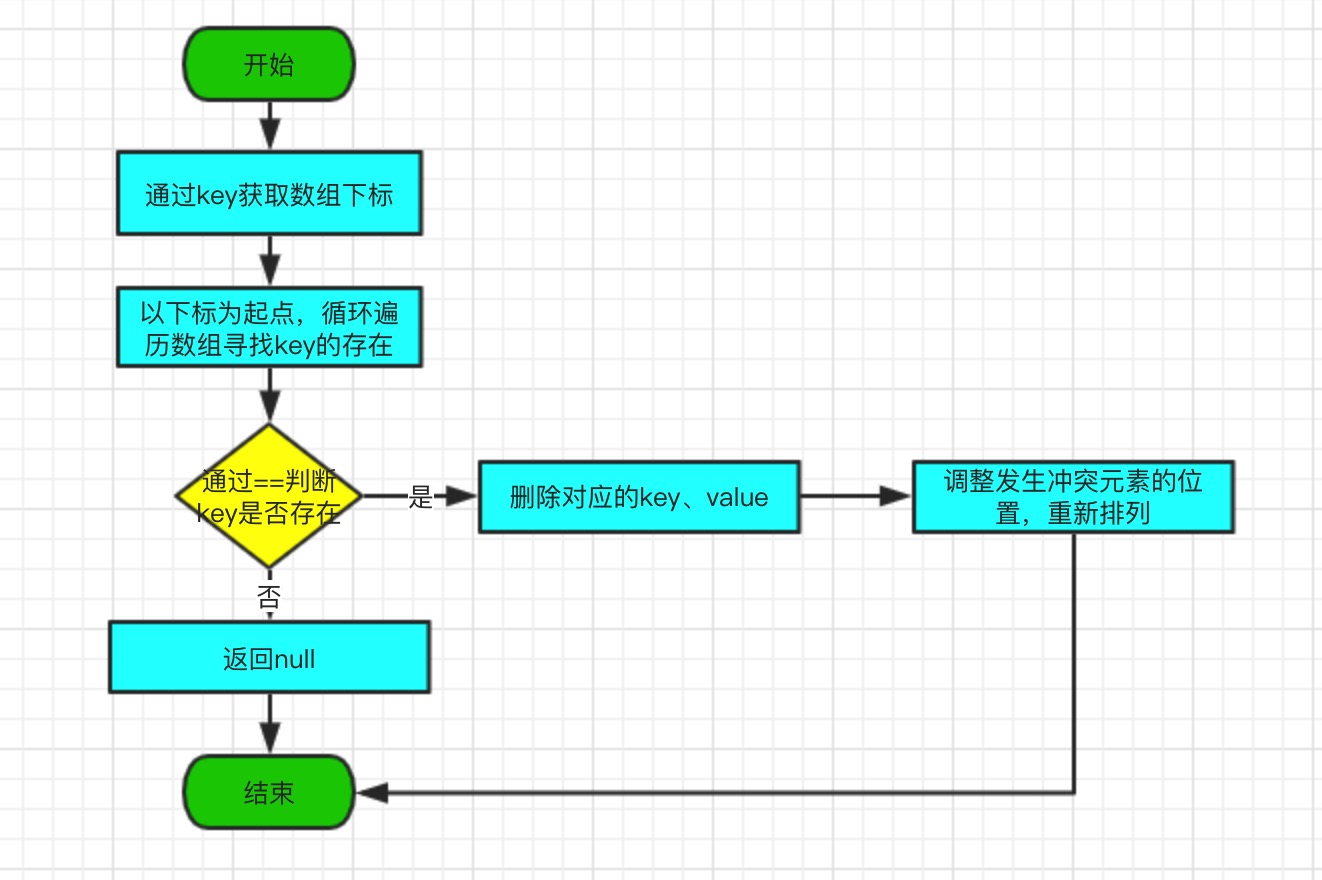 开始
通过key获取数组下标
以下标为起点，循环遍
历数组寻找key的存在
通过==判断
key是否存在
是
删除对应的key、value
调整发生冲突元素的位
置，重新排列
否
返回null
结束